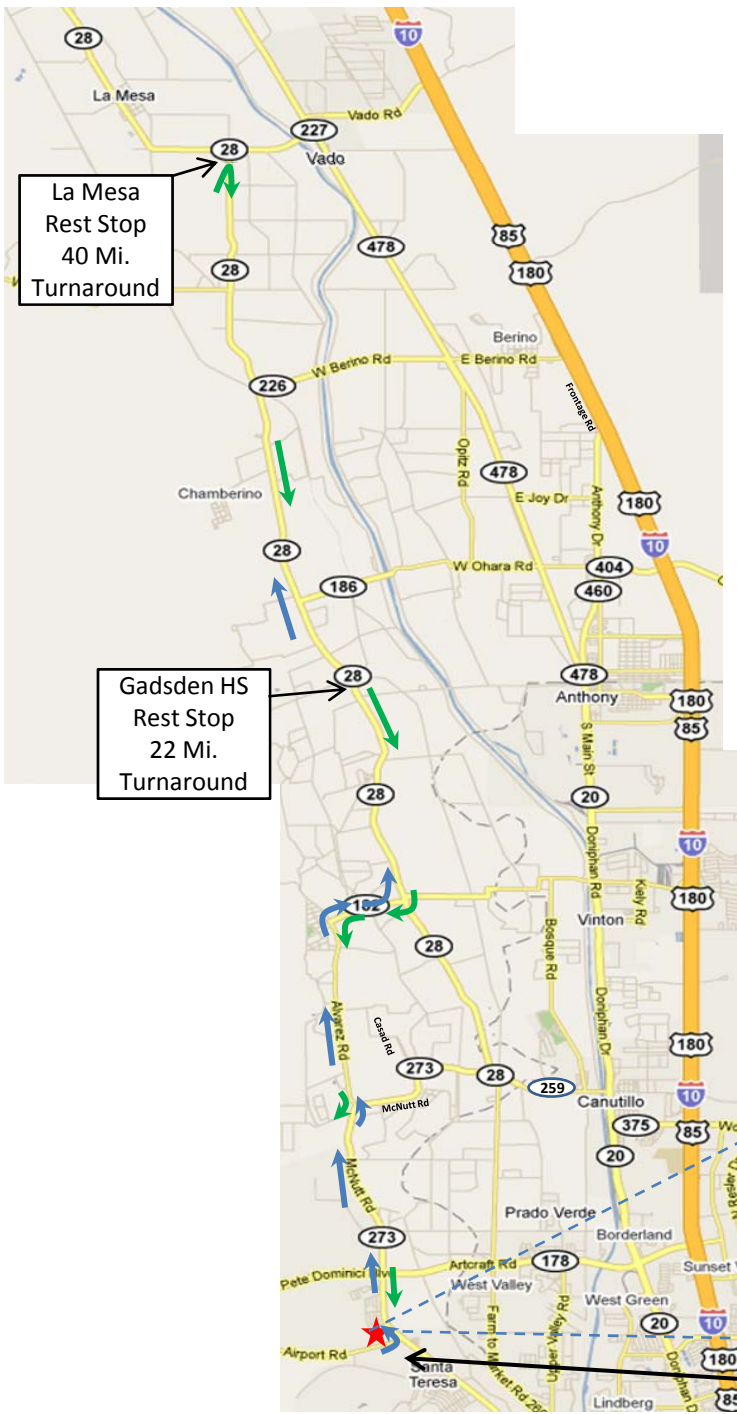 28
10
La Mesa
Vado Rd
227
28
Vado
La Mesa
Rest Stop
40 Mi.
Turnaround
478
85
180
28
Berino
W Berino Rd
E Berino Rd
226
Frontage Rd
Opitz Rd
478
Chamberino
E Joy Dr
Anthony Dr
180
10
28
W Ohara Rd
404
186
460
28
478
Gadsden HS
Rest Stop
22 Mi.
Turnaround
Anthony
180
85
S Main St
28
20
Doniphan Rd
10
182
Kiely Rd
180
Vinton
Bosque Rd
28
Alvarez Rd
Casad Rd
Doniphan Dr
180
273
28
259
10
Canutillo
McNutt Rd
375
85
20
McNutt Rd
Prado Verde
273
Borderland
Artcraft Rd
178
Pete Dominici Blvd
West Valley
Sunset
West Green
10
20
Farm to Market Rd
Upper Valley Rd
Airport Rd
Santa
Teresa
180
Doniphan D
85
Lindberg